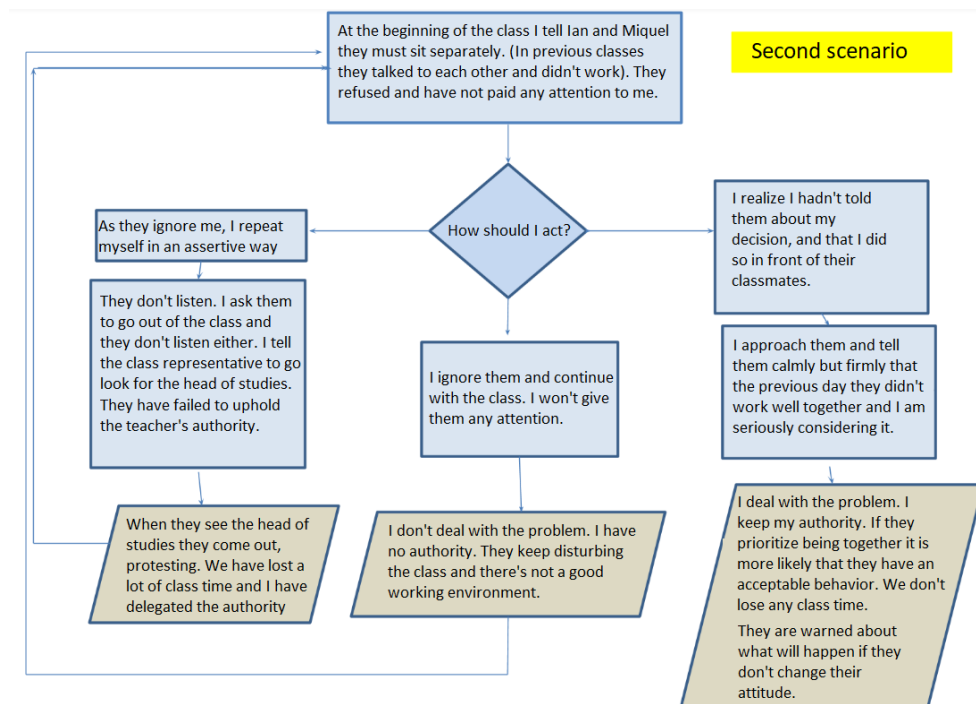 At the beginning of the class I tell Ian and Miquel
they must sit separately. (In previous classes
they talked to each other and didn't work). They
refused and have not paid any attention to me.
Second scenario
How should I act?
As they ignore me, I repeat
myself in an assertive way
They don't listen. I ask them
to go out of the class and
they don't listen either. I tell
the class representative to go
look for the head of studies.
They have failed to uphold
the teacher's authority.
When they see the head of
studies they come out,
protesting. We have lost a
lot of class time and I have
delegated the authority
I ignore them and continue
with the class. I won't give
them any attention.
I don't deal with the problem. I have
no authority. They keep disturbing
the class and there's not a good
working environment.
I realize I hadn't told
them about my
decision, and that I did
so in front of their
classmates.
I approach them and tell
them calmly but firmly that
the previous day they didn't
work well together and I am
seriously considering it.
I deal with the problem. I
keep my authority. If they
prioritize being together it is
more likely that they have an
acceptable behavior. We don't
lose any class time.
They are warned about
what will happen if they
don't change their
attitude.